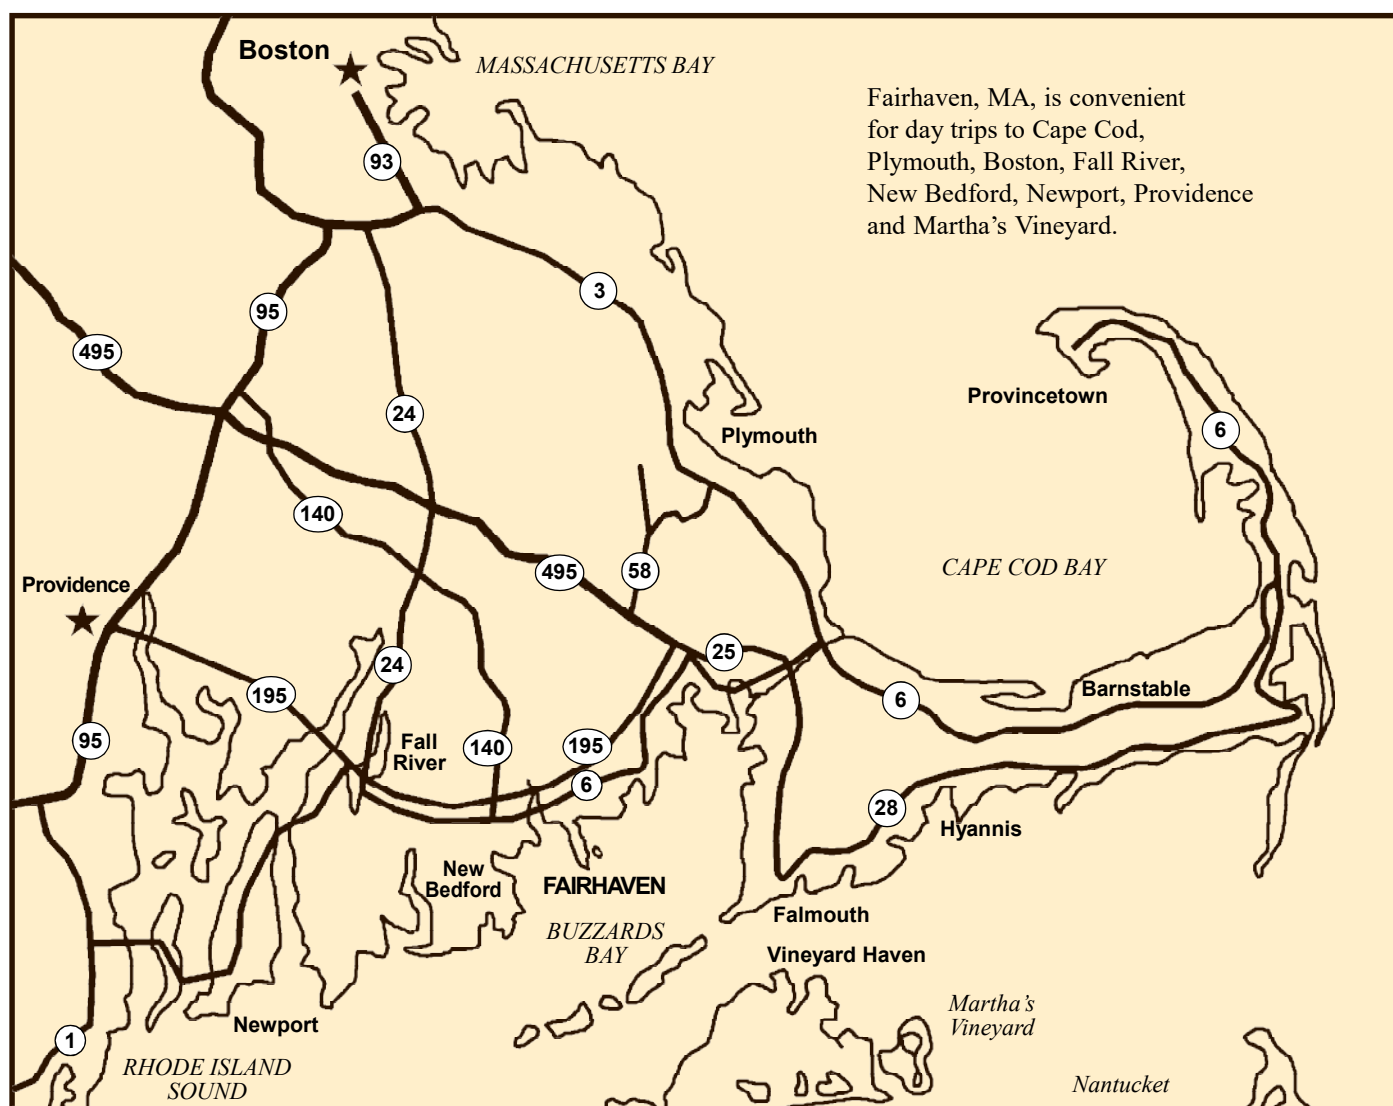 Boston
MASSACHUSETTS BAY
Fairhaven, MA, is convenient
for day trips to Cape Cod,
Plymouth, Boston, Fall River,
New Bedford, Newport, Providence
and Martha’s Vineyard.
93
3
95
495
24
Provincetown
6
Plymouth
140
495
58
CAPE COD BAY
Providence
25
24
195
6
Barnstable
95
Fall
River
140
195
6
28
Hyannis
New
Bedford
FAIRHAVEN
Falmouth
BUZZARDS
BAY
Vineyard Haven
Martha’s
Vineyard
Newport
1
RHODE ISLAND
SOUND
Nantucket